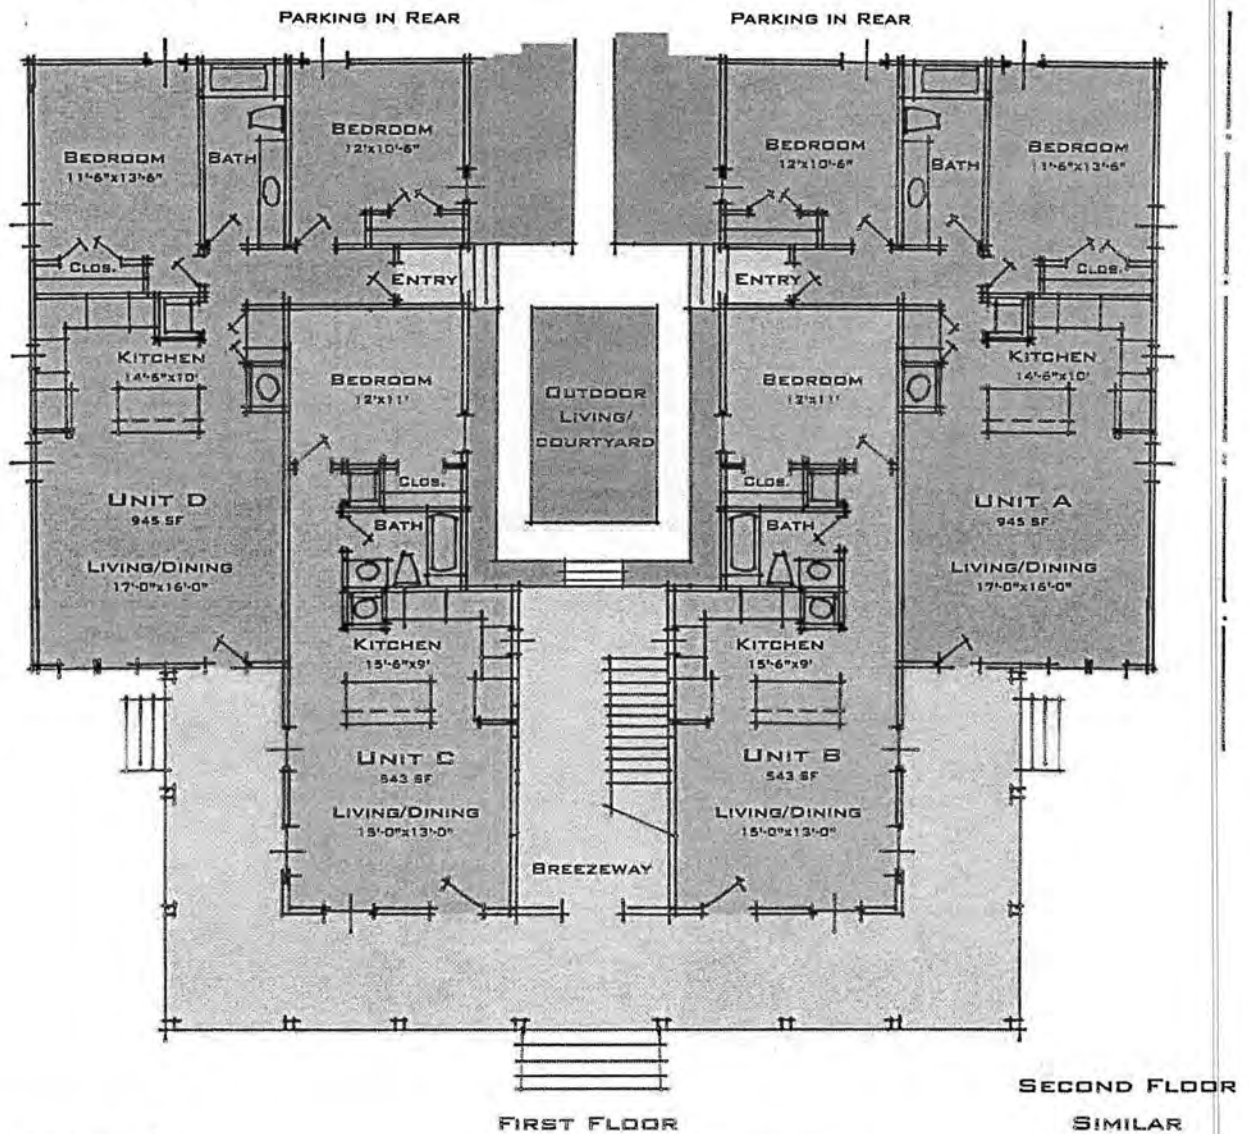 PARKING IN REAR
PARKING IN REAR
BEDROOM
11'-6"x13'-6"
BATH
BEDROOM
12'x10'-6"
BEDROOM
12'x10'-6"
BATH
BEDROOM
11'-6"x13'-6"
CLOS.
ENTRY
ENTRY
CLOS.
KITCHEN
14'-6"x10'
BEDROOM
12'x11'
OUTDOOR
LIVING/
COURTYARD
BEDROOM
12'x11'
KITCHEN
14'-6"x10'
UNIT D
945 SF
CLOS.
CLOS.
UNIT A
945 SF
BATH
BATH
LIVING/DINING
17'-0"x16'-0"
LIVING/DINING
17'-0"x16'-0"
KITCHEN
15'-6"x9'
KITCHEN
15'-6"x9'
UNIT C
543 SF
UNIT B
543 SF
LIVING/DINING
15'-0"x13'-0"
LIVING/DINING
15'-0"x13'-0"
BREEZEWAY
FIRST FLOOR
SECOND FLOOR
SIMILAR